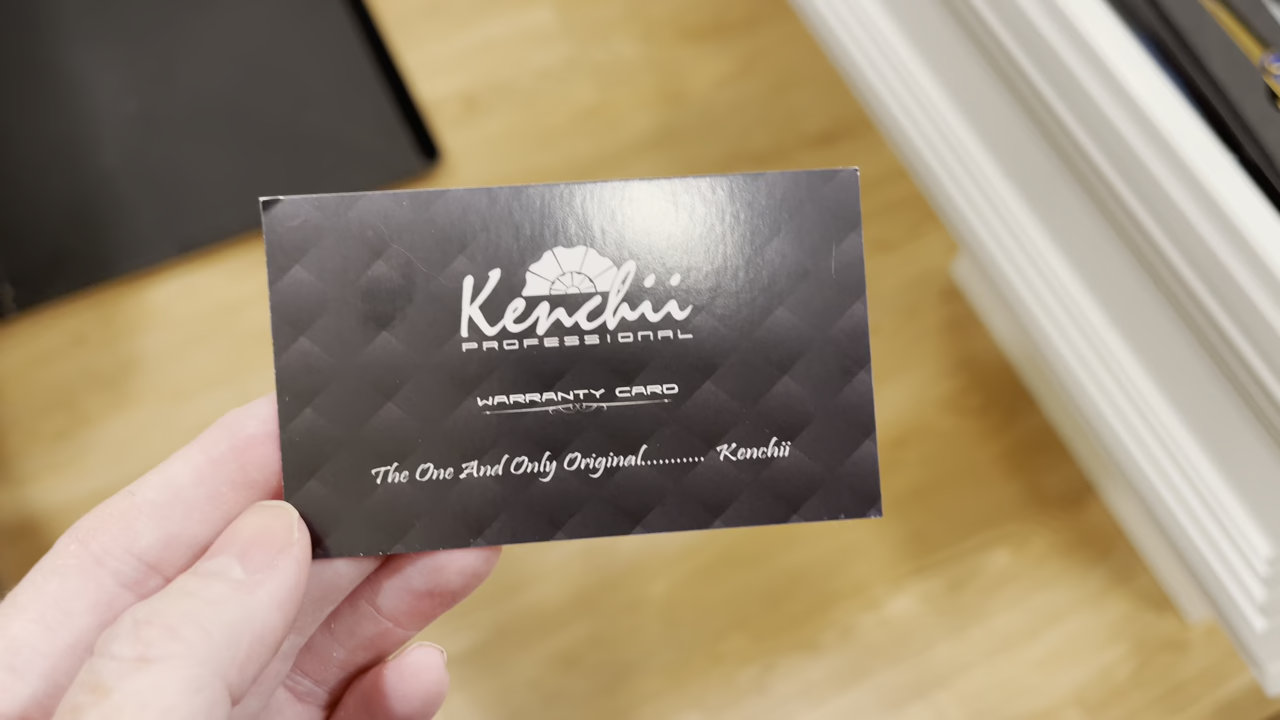 Kenchii
PROFESSIONAL
WARRANTY CARD
The One And Only Original.......... Kenchii